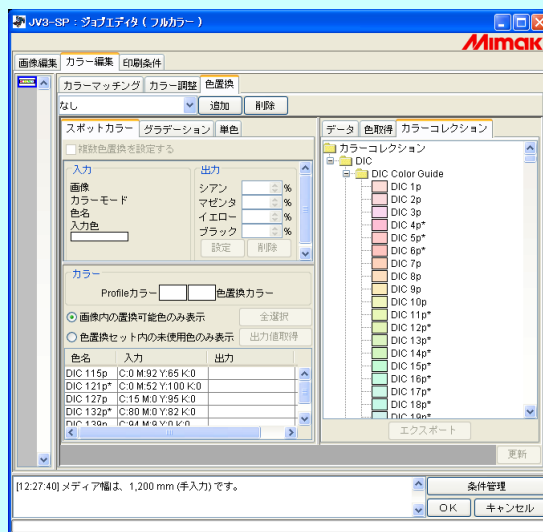 JV3-SP : ジョブエディタ ( フルカラー )
Mimaki
画像編集 カラー編集 印刷条件
カラーマッチング カラー調整 色置換
なし 追加 削除
スポットカラー グラデーション 単色
複数色置換を設定する
入力
画像
カラーモード
色名
入力色
出力
シアン %
マゼンタ %
イエロー %
ブラック %
設定 削除
カラー
Profileカラー 色置換カラー
画像内の置換可能色のみ表示 全選択
色置換セット内の未使用色のみ表示 出力値取得
色名 入力 出力
DIC 115p C:0 M:92 Y:65 K:0
DIC 121p* C:0 M:52 Y:100 K:0
DIC 127p C:15 M:0 Y:95 K:0
DIC 132p* C:80 M:0 Y:82 K:0
DIC 139p C:94 M:9 Y:0 K:0
データ 色取得 カラーコレクション
カラーコレクション
DIC
DIC Color Guide
DIC 1p
DIC 2p
DIC 3p
DIC 4p*
DIC 5p*
DIC 6p*
DIC 7p
DIC 8p
DIC 9p
DIC 10p
DIC 11p*
DIC 12p*
DIC 13p*
DIC 14p*
DIC 15p*
DIC 16p*
DIC 17p*
DIC 18p*
DIC 19p*
エクスポート
更新
[12:27:40] メディア幅は、1,200 mm (手入力) です。
条件管理
OK キャンセル